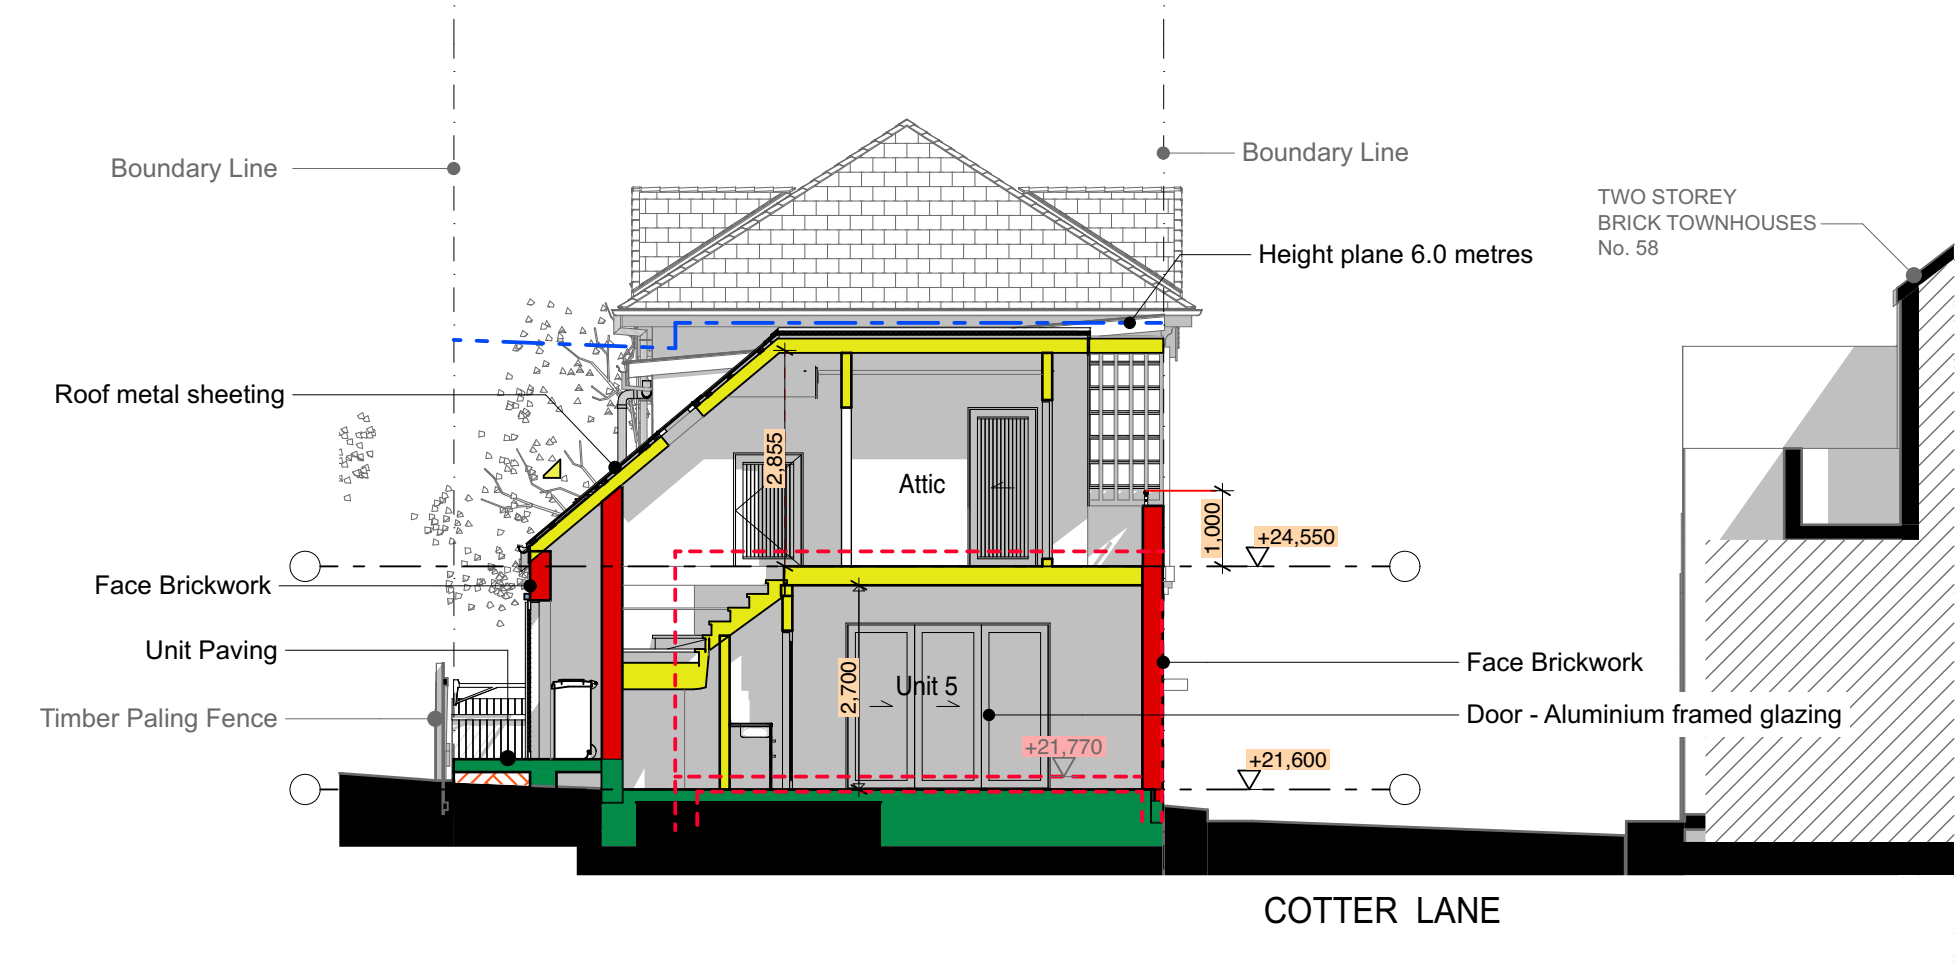 Boundary Line
Boundary Line
TWO STOREY
BRICK TOWNHOUSES
No. 58
Height plane 6.0 metres
Roof metal sheeting
2,855
Attic
1,000
+24,550
Face Brickwork
Unit Paving
Face Brickwork
2,700
Unit 5
Timber Paling Fence
Door - Aluminium framed glazing
+21,770
+21,600
COTTER LANE